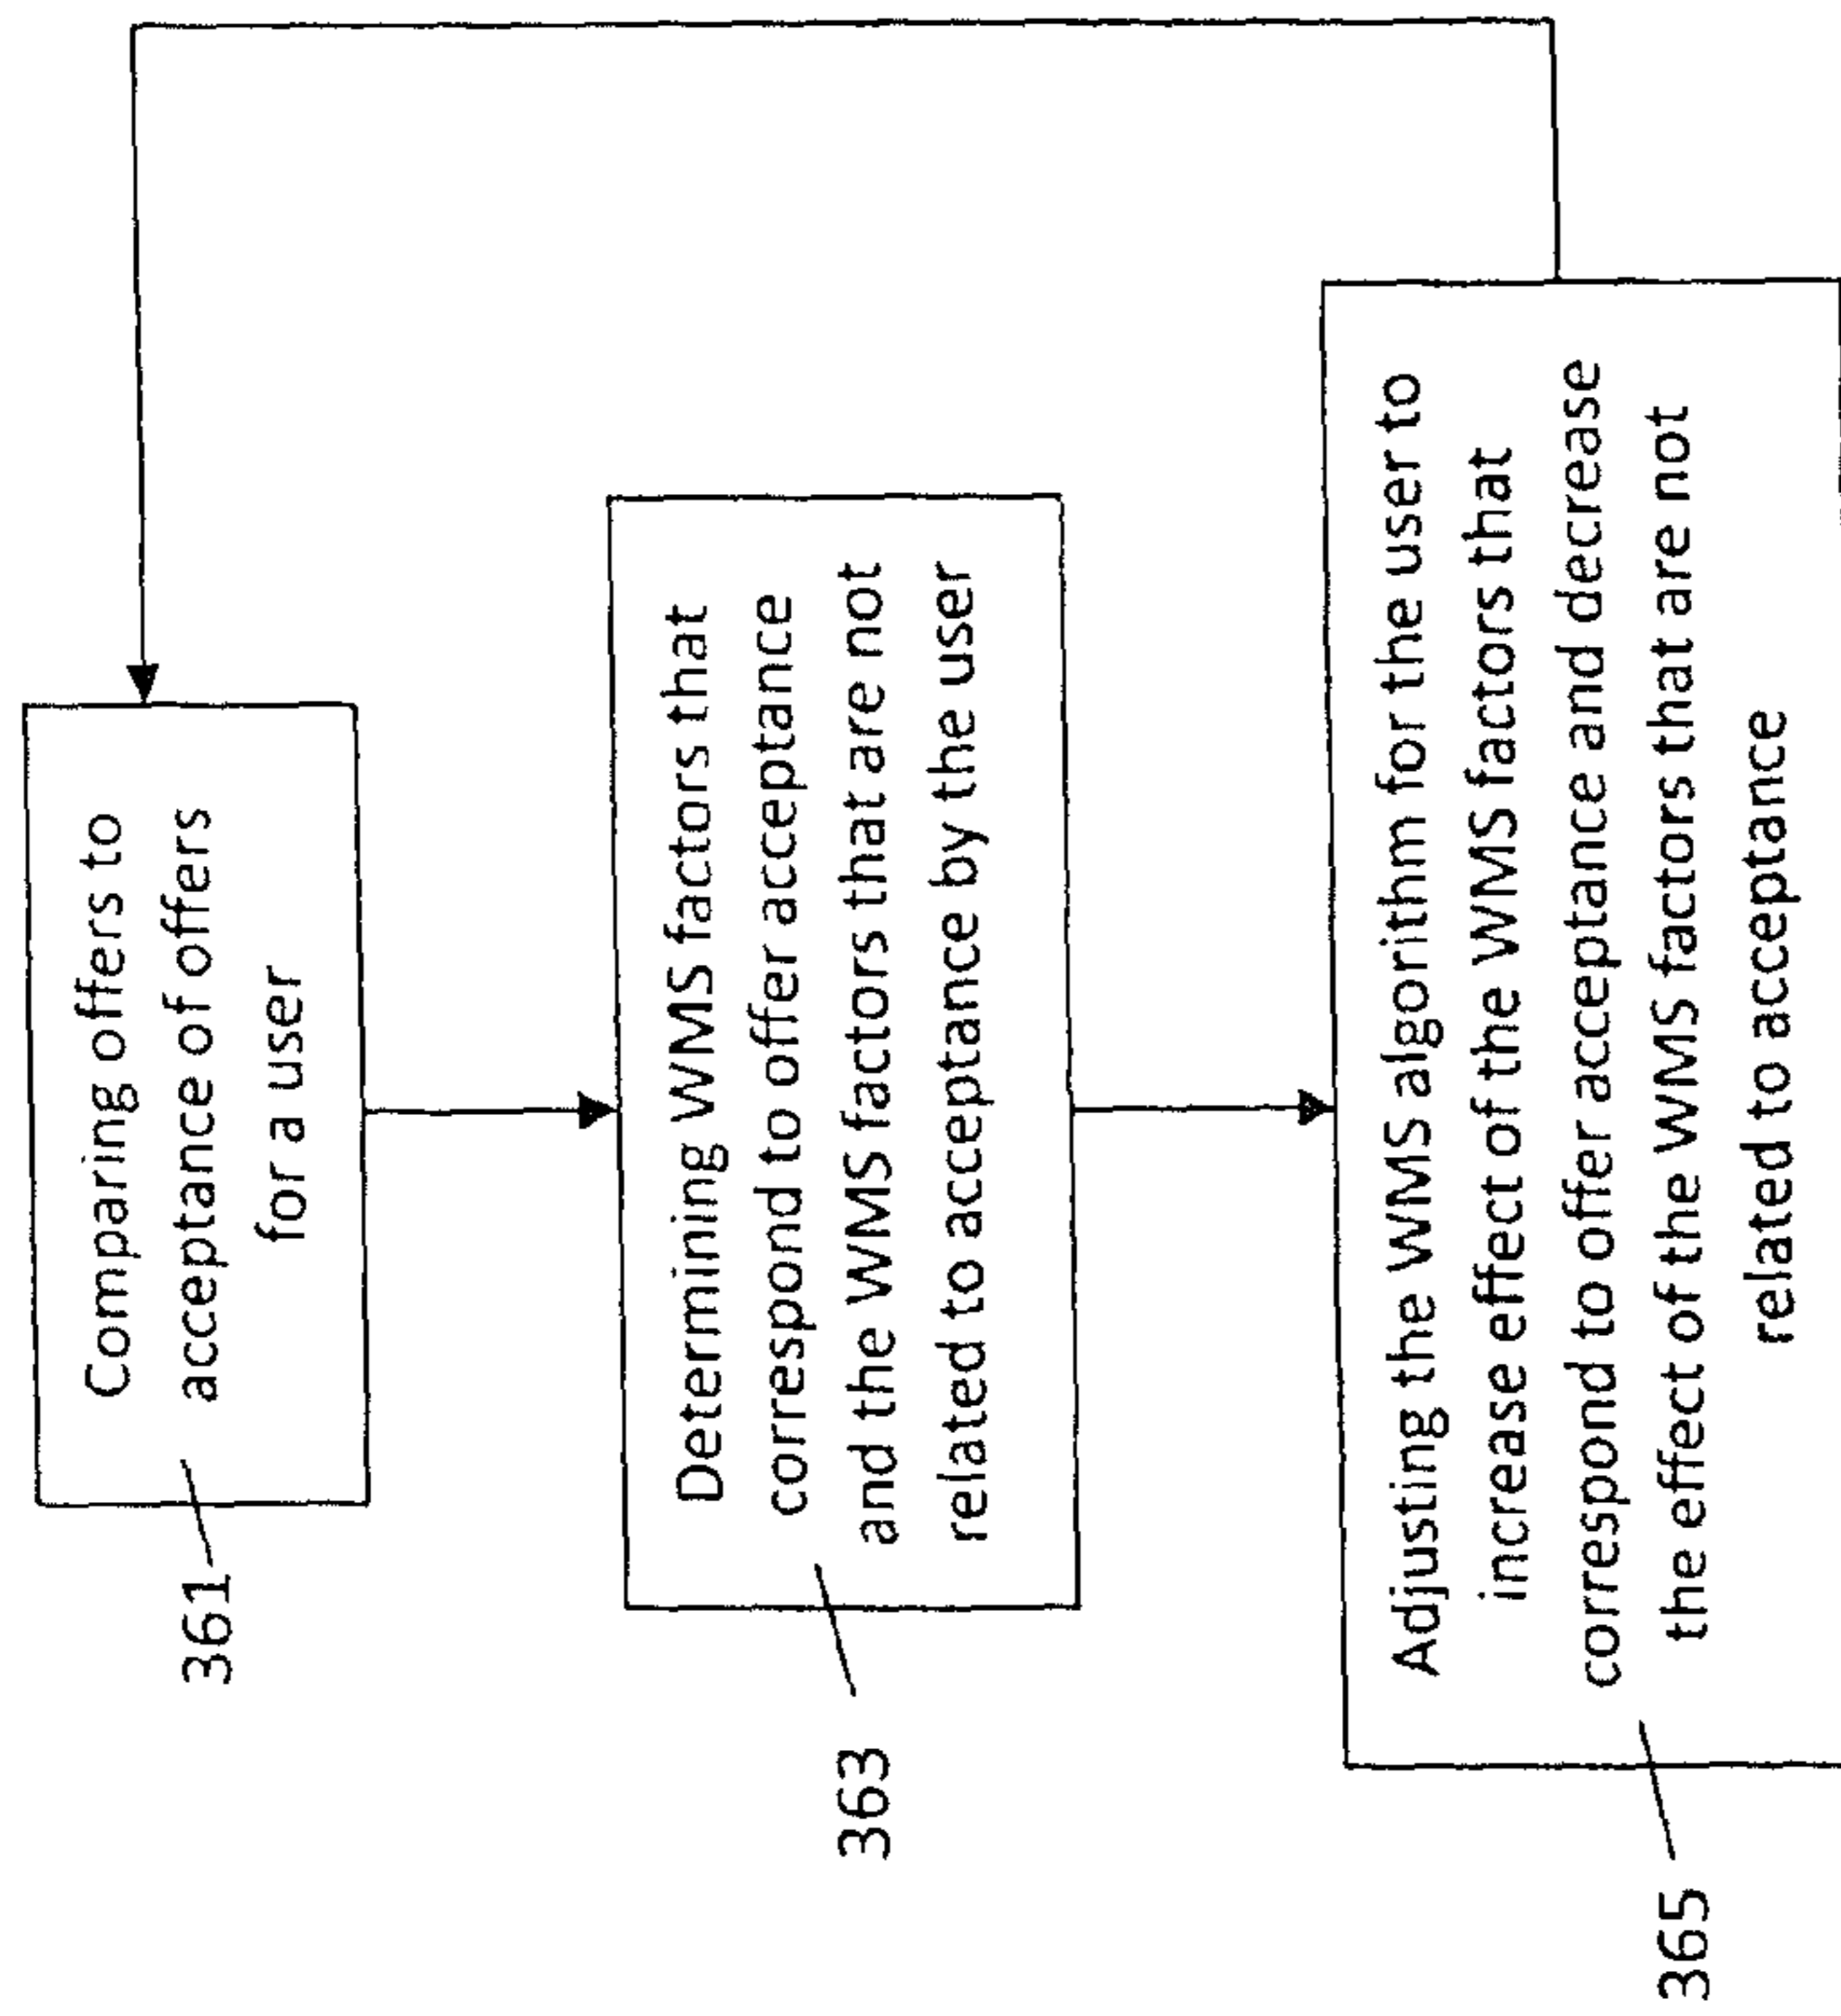 361
Comparing offers to
acceptance of offers
for a user
363
Determining WMS factors that
correspond to offer acceptance
and the WMS factors that are not
related to acceptance by the user
365
Adjusting the WMS algorithm for the user to
increase effect of the WMS factors that
correspond to offer acceptance and decrease
the effect of the WMS factors that are not
related to acceptance